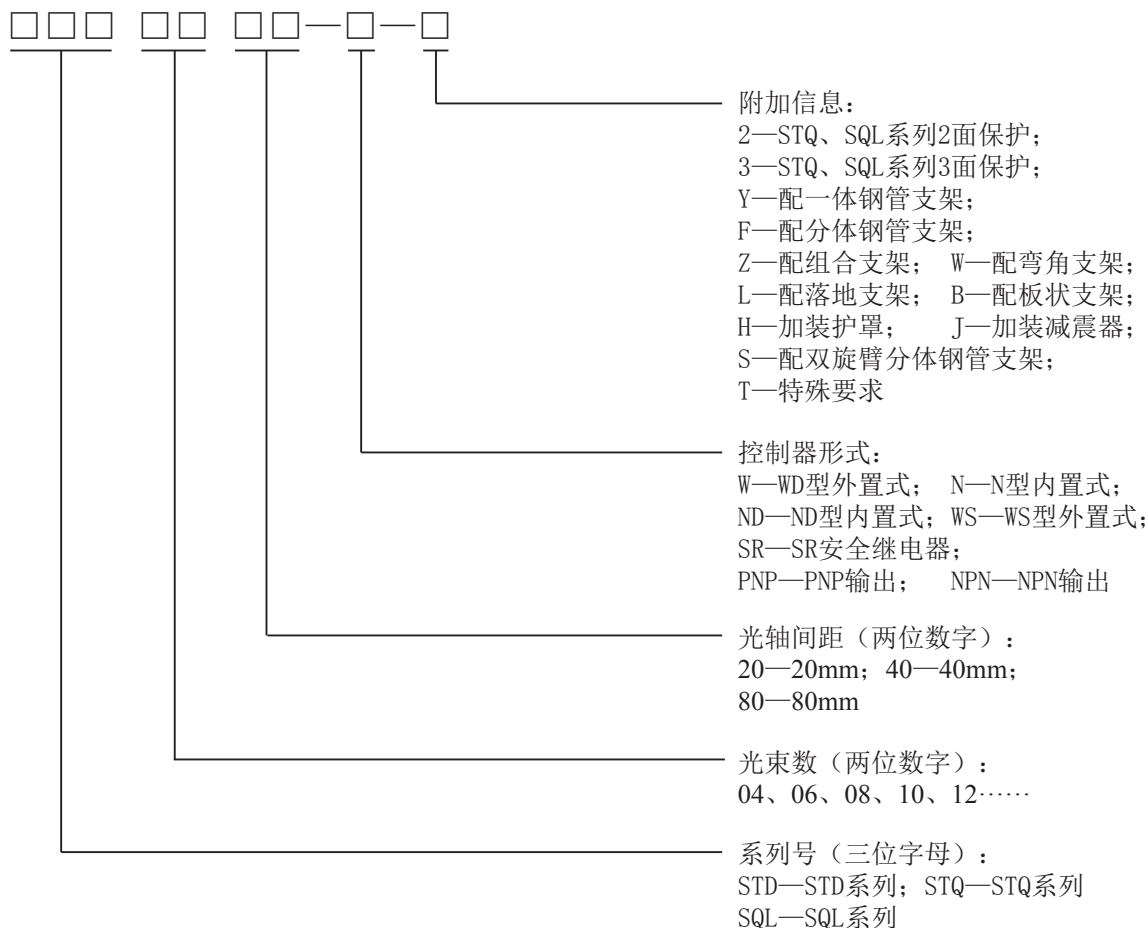 □□□ □□ □□—□—□
附加信息：
2—STQ、SQL系列2面保护；
3—STQ、SQL系列3面保护；
Y—配一体钢管支架；
F—配分体钢管支架；
Z—配组合支架； W—配弯角支架；
L—配落地支架； B—配板状支架；
H—加装护罩； J—加装减震器；
S—配双旋臂分体钢管支架；
T—特殊要求
控制器形式：
W—WD型外置式； N—N型内置式；
ND—ND型内置式；WS—WS型外置式；
SR—SR安全继电器；
PNP—PNP输出； NPN—NPN输出
光轴间距（两位数字）：
20—20mm；40—40mm；
80—80mm
光束数（两位数字）：
04、06、08、10、12……
系列号（三位字母）：
STD—STD系列；STQ—STQ系列
SQL—SQL系列